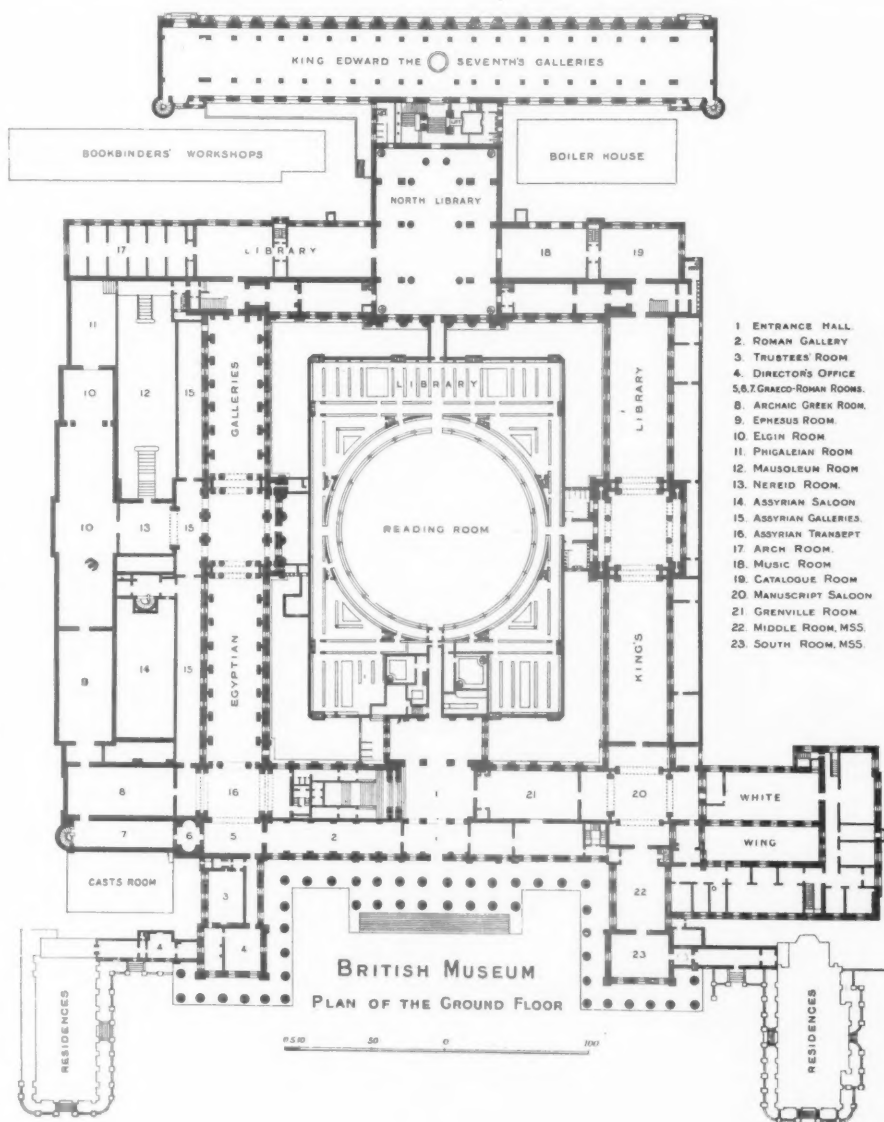 KING EDWARD THE SEVENTH'S GALLERIES
BOOKBINDERS' WORKSHOPS
LIFT
BOILER HOUSE
NORTH LIBRARY
17
LIBRARY
18
19
11
12
15
GALLERIES
LIBRARY
LIBRARY
10
10
13
15
READING ROOM
14
15
EGYPTIAN
KING'S
9
8
16
1
21
20
WHITE
7
6
5
2
WING
CASTS ROOM
3
22
4
4
23
BRITISH MUSEUM
PLAN OF THE GROUND FLOOR
50
0
100
RESIDENCES
RESIDENCES
1 ENTRANCE HALL.
2. ROMAN GALLERY
3. TRUSTEES' ROOM
4. DIRECTOR'S OFFICE
5,6,7. GRAECO-ROMAN ROOMS.
8. ARCHAIC GREEK ROOM.
9. EPHESUS ROOM.
10. ELGIN ROOM
11. PHIGALEIAN ROOM
12. MAUSOLEUM ROOM
13. NEREID ROOM.
14. ASSYRIAN SALOON
15. ASSYRIAN GALLERIES.
16. ASSYRIAN TRANSEPT
17. ARCH ROOM.
18. MUSIC ROOM
19. CATALOGUE ROOM
20. MANUSCRIPT SALOON
21. GRENVILLE ROOM.
22. MIDDLE ROOM, MSS.
23. SOUTH ROOM, MSS.